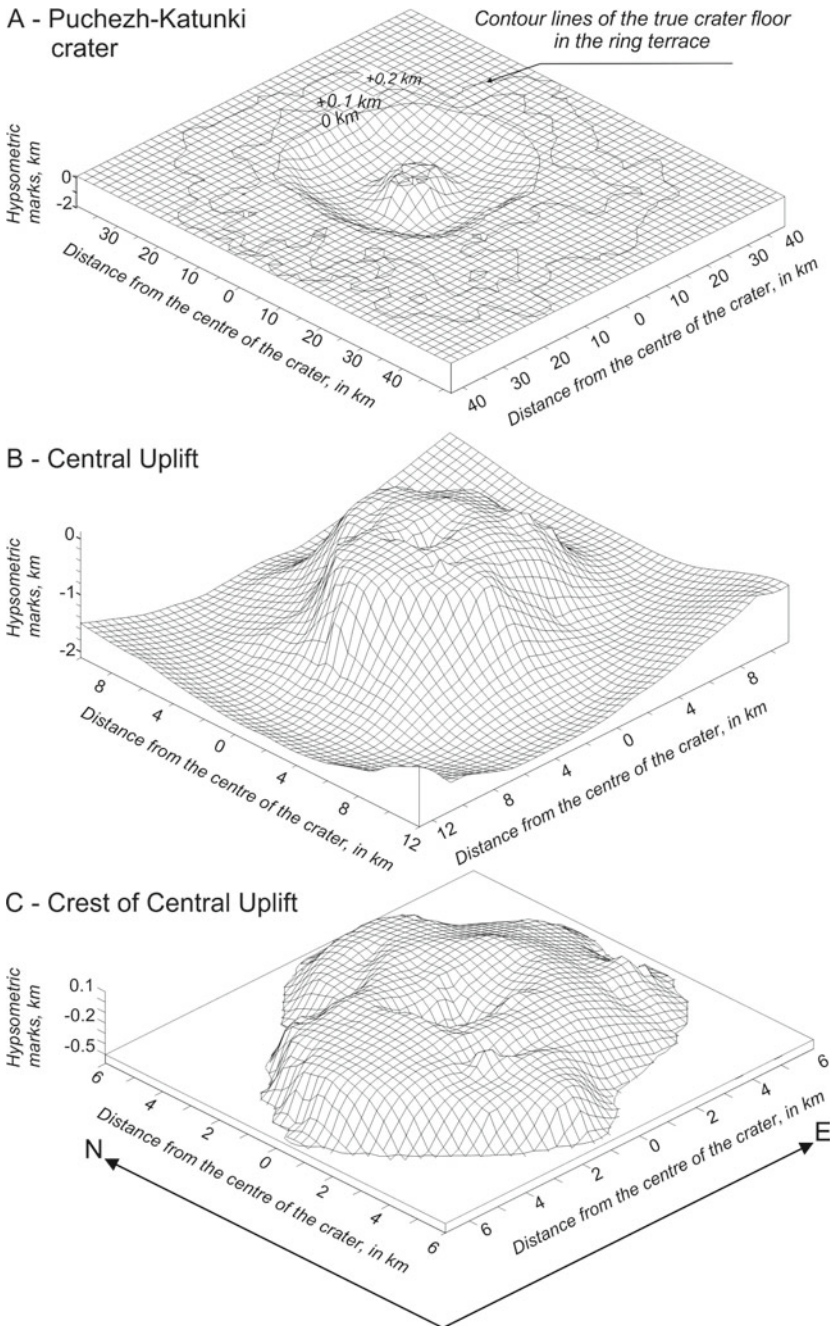 A - Puchezh-Katunki
crater
Contour lines of the true crater floor
in the ring terrace
+0.2 km
+0.1 km
0 km
Hypsometric
marks, km
0
-2
30
20
10
0
10
20
30
40
Distance from the centre of the crater, in km
40
30
20
10
0
10
20
30
40
Distance from the centre of the crater, in km
B - Central Uplift
Hypsometric
marks, km
0
-1
-2
8
4
0
4
8
12
Distance from the centre of the crater, in km
12
8
4
0
4
8
Distance from the centre of the crater, in km
C - Crest of Central Uplift
Hypsometric
marks, km
0.1
-0.2
-0.5
6
4
2
0
2
4
6
Distance from the centre of the crater, in km
6
4
2
0
2
4
6
Distance from the centre of the crater, in km
N
E